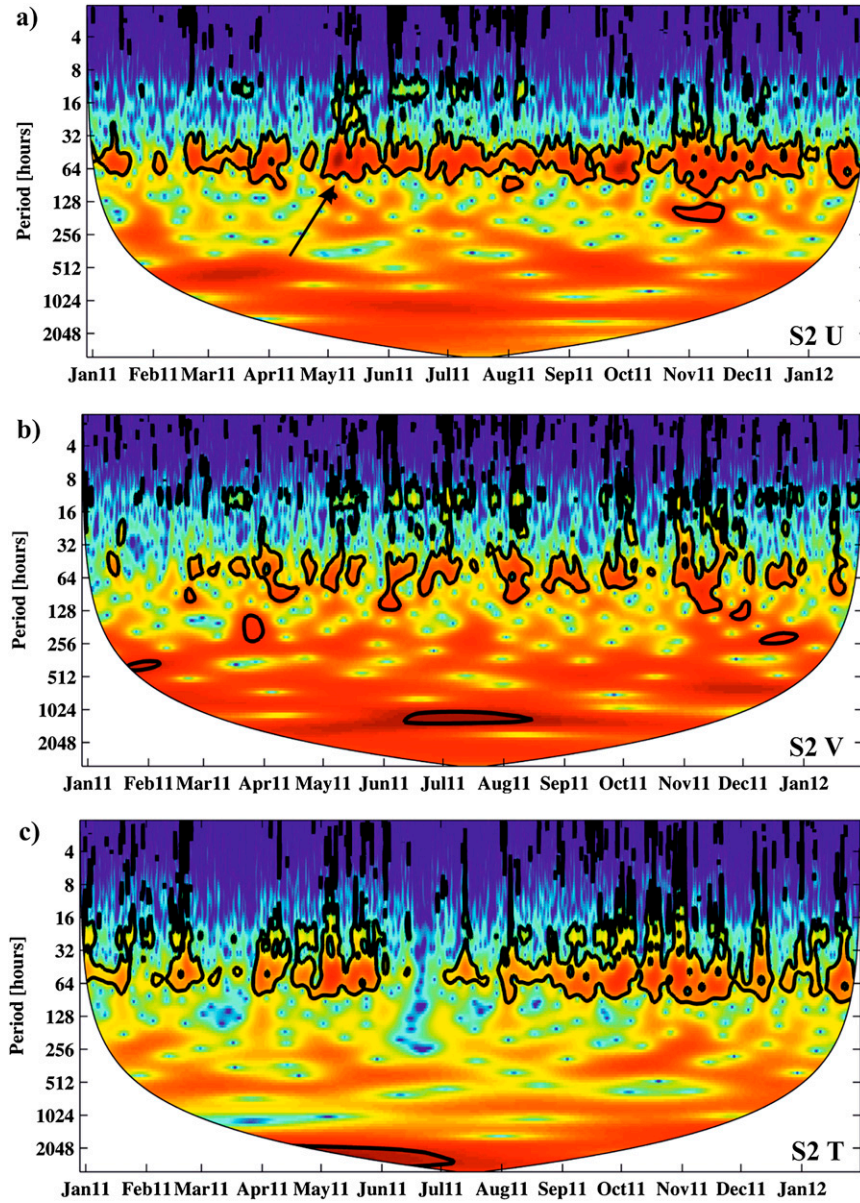 a)
Period [hours]
4
8
16
32
64
128
256
512
1024
2048
S2 U
Jan11 Feb11 Mar11 Apr11 May11 Jun11 Jul11 Aug11 Sep11 Oct11 Nov11 Dec11 Jan12
b)
Period [hours]
4
8
16
32
64
128
256
512
1024
2048
S2 V
Jan11 Feb11 Mar11 Apr11 May11 Jun11 Jul11 Aug11 Sep11 Oct11 Nov11 Dec11 Jan12
c)
Period [hours]
4
8
16
32
64
128
256
512
1024
2048
S2 T
Jan11 Feb11 Mar11 Apr11 May11 Jun11 Jul11 Aug11 Sep11 Oct11 Nov11 Dec11 Jan12